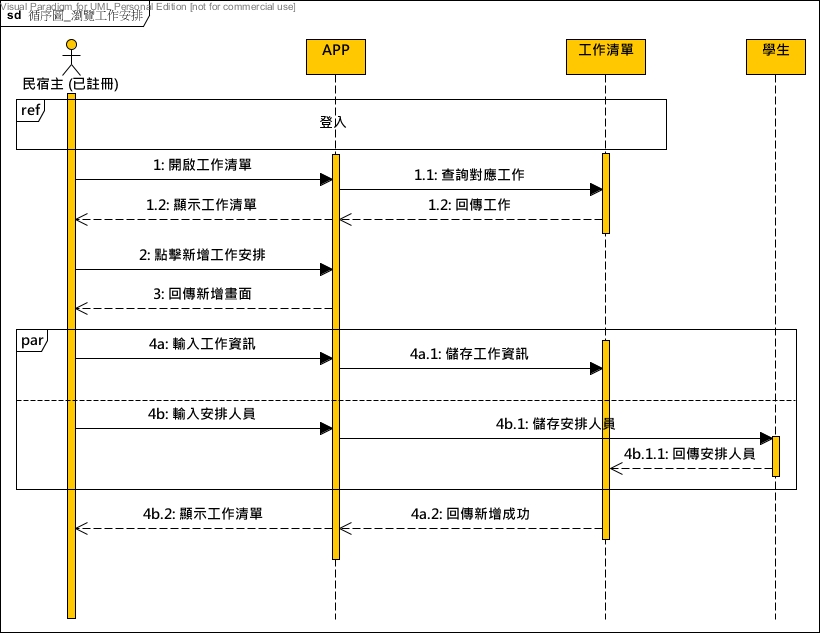 Visual Paradigm for UML Personal Edition [not for commercial use]
sd 循序圖_瀏覽工作安排
APP
工作清單
學生
民宿主 (已註冊)
ref
登入
1: 開啟工作清單
1.1: 查詢對應工作
1.2: 顯示工作清單
1.2: 回傳工作
2: 點擊新增工作安排
3: 回傳新增畫面
par
4a: 輸入工作資訊
4a.1: 儲存工作資訊
4b: 輸入安排人員
4b.1: 儲存安排人員
4b.1.1: 回傳安排人員
4b.2: 顯示工作清單
4a.2: 回傳新增成功